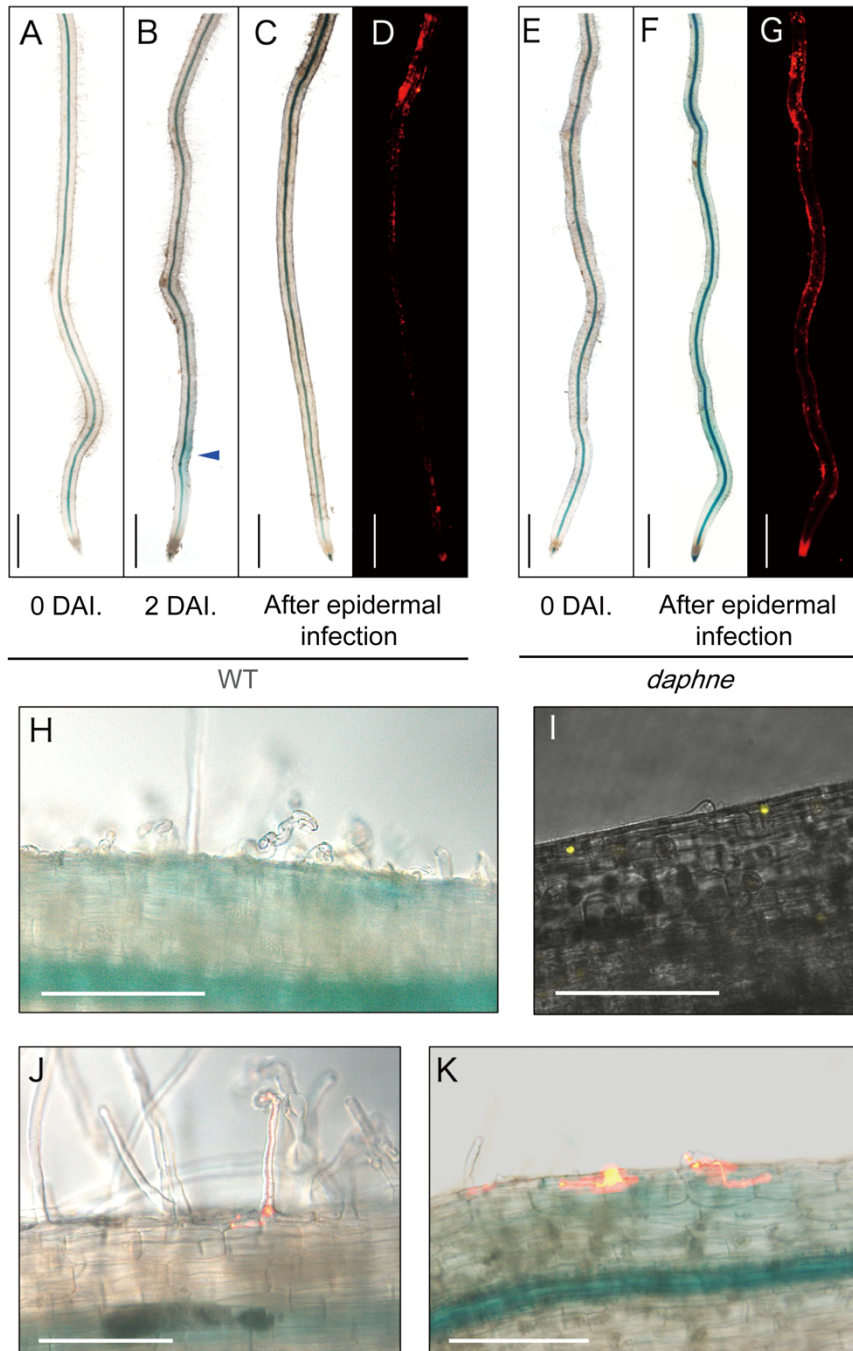 A B C D E F G
0 DAI. 2 DAI. After epidermal infection 0 DAI. After epidermal infection
WT daphne
H I
J K